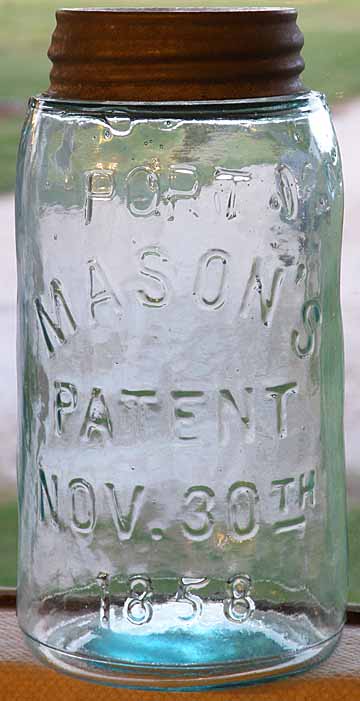 PORT
MASON'S
PATENT
NOV. 30TH
1858